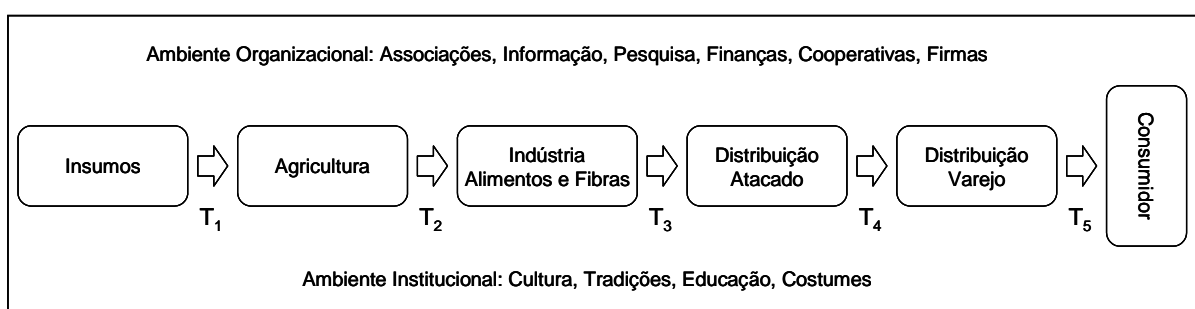 Ambiente Organizacional: Associações, Informação, Pesquisa, Finanças, Cooperativas, Firmas
Insumos
T1
Agricultura
T2
Indústria
Alimentos e Fibras
T3
Distribuição
Atacado
T4
Distribuição
Varejo
T5
Consumidor
Ambiente Institucional: Cultura, Tradições, Educação, Costumes